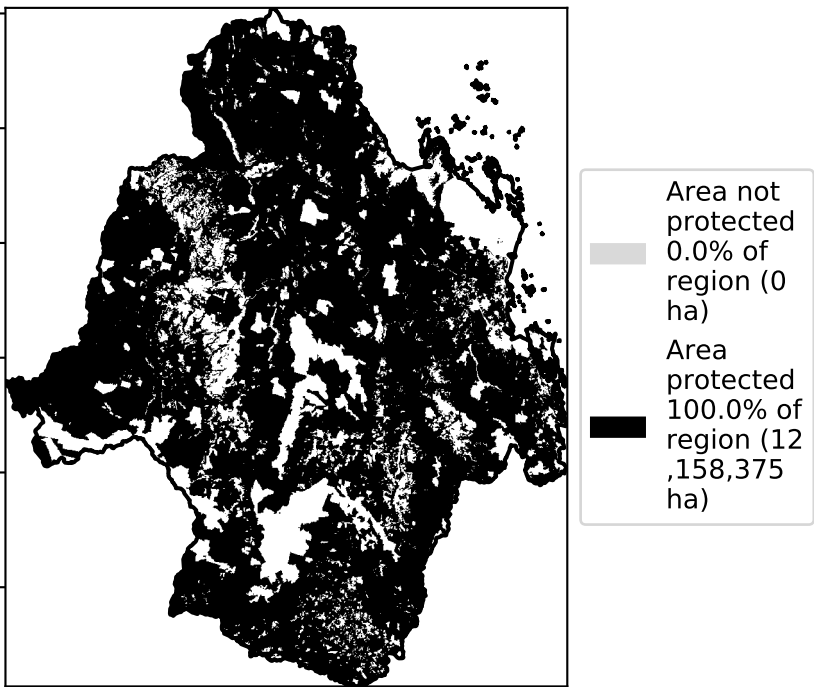 Area not
protected
0.0% of
region (0
ha)
Area
protected
100.0% of
region (12
,158,375
ha)